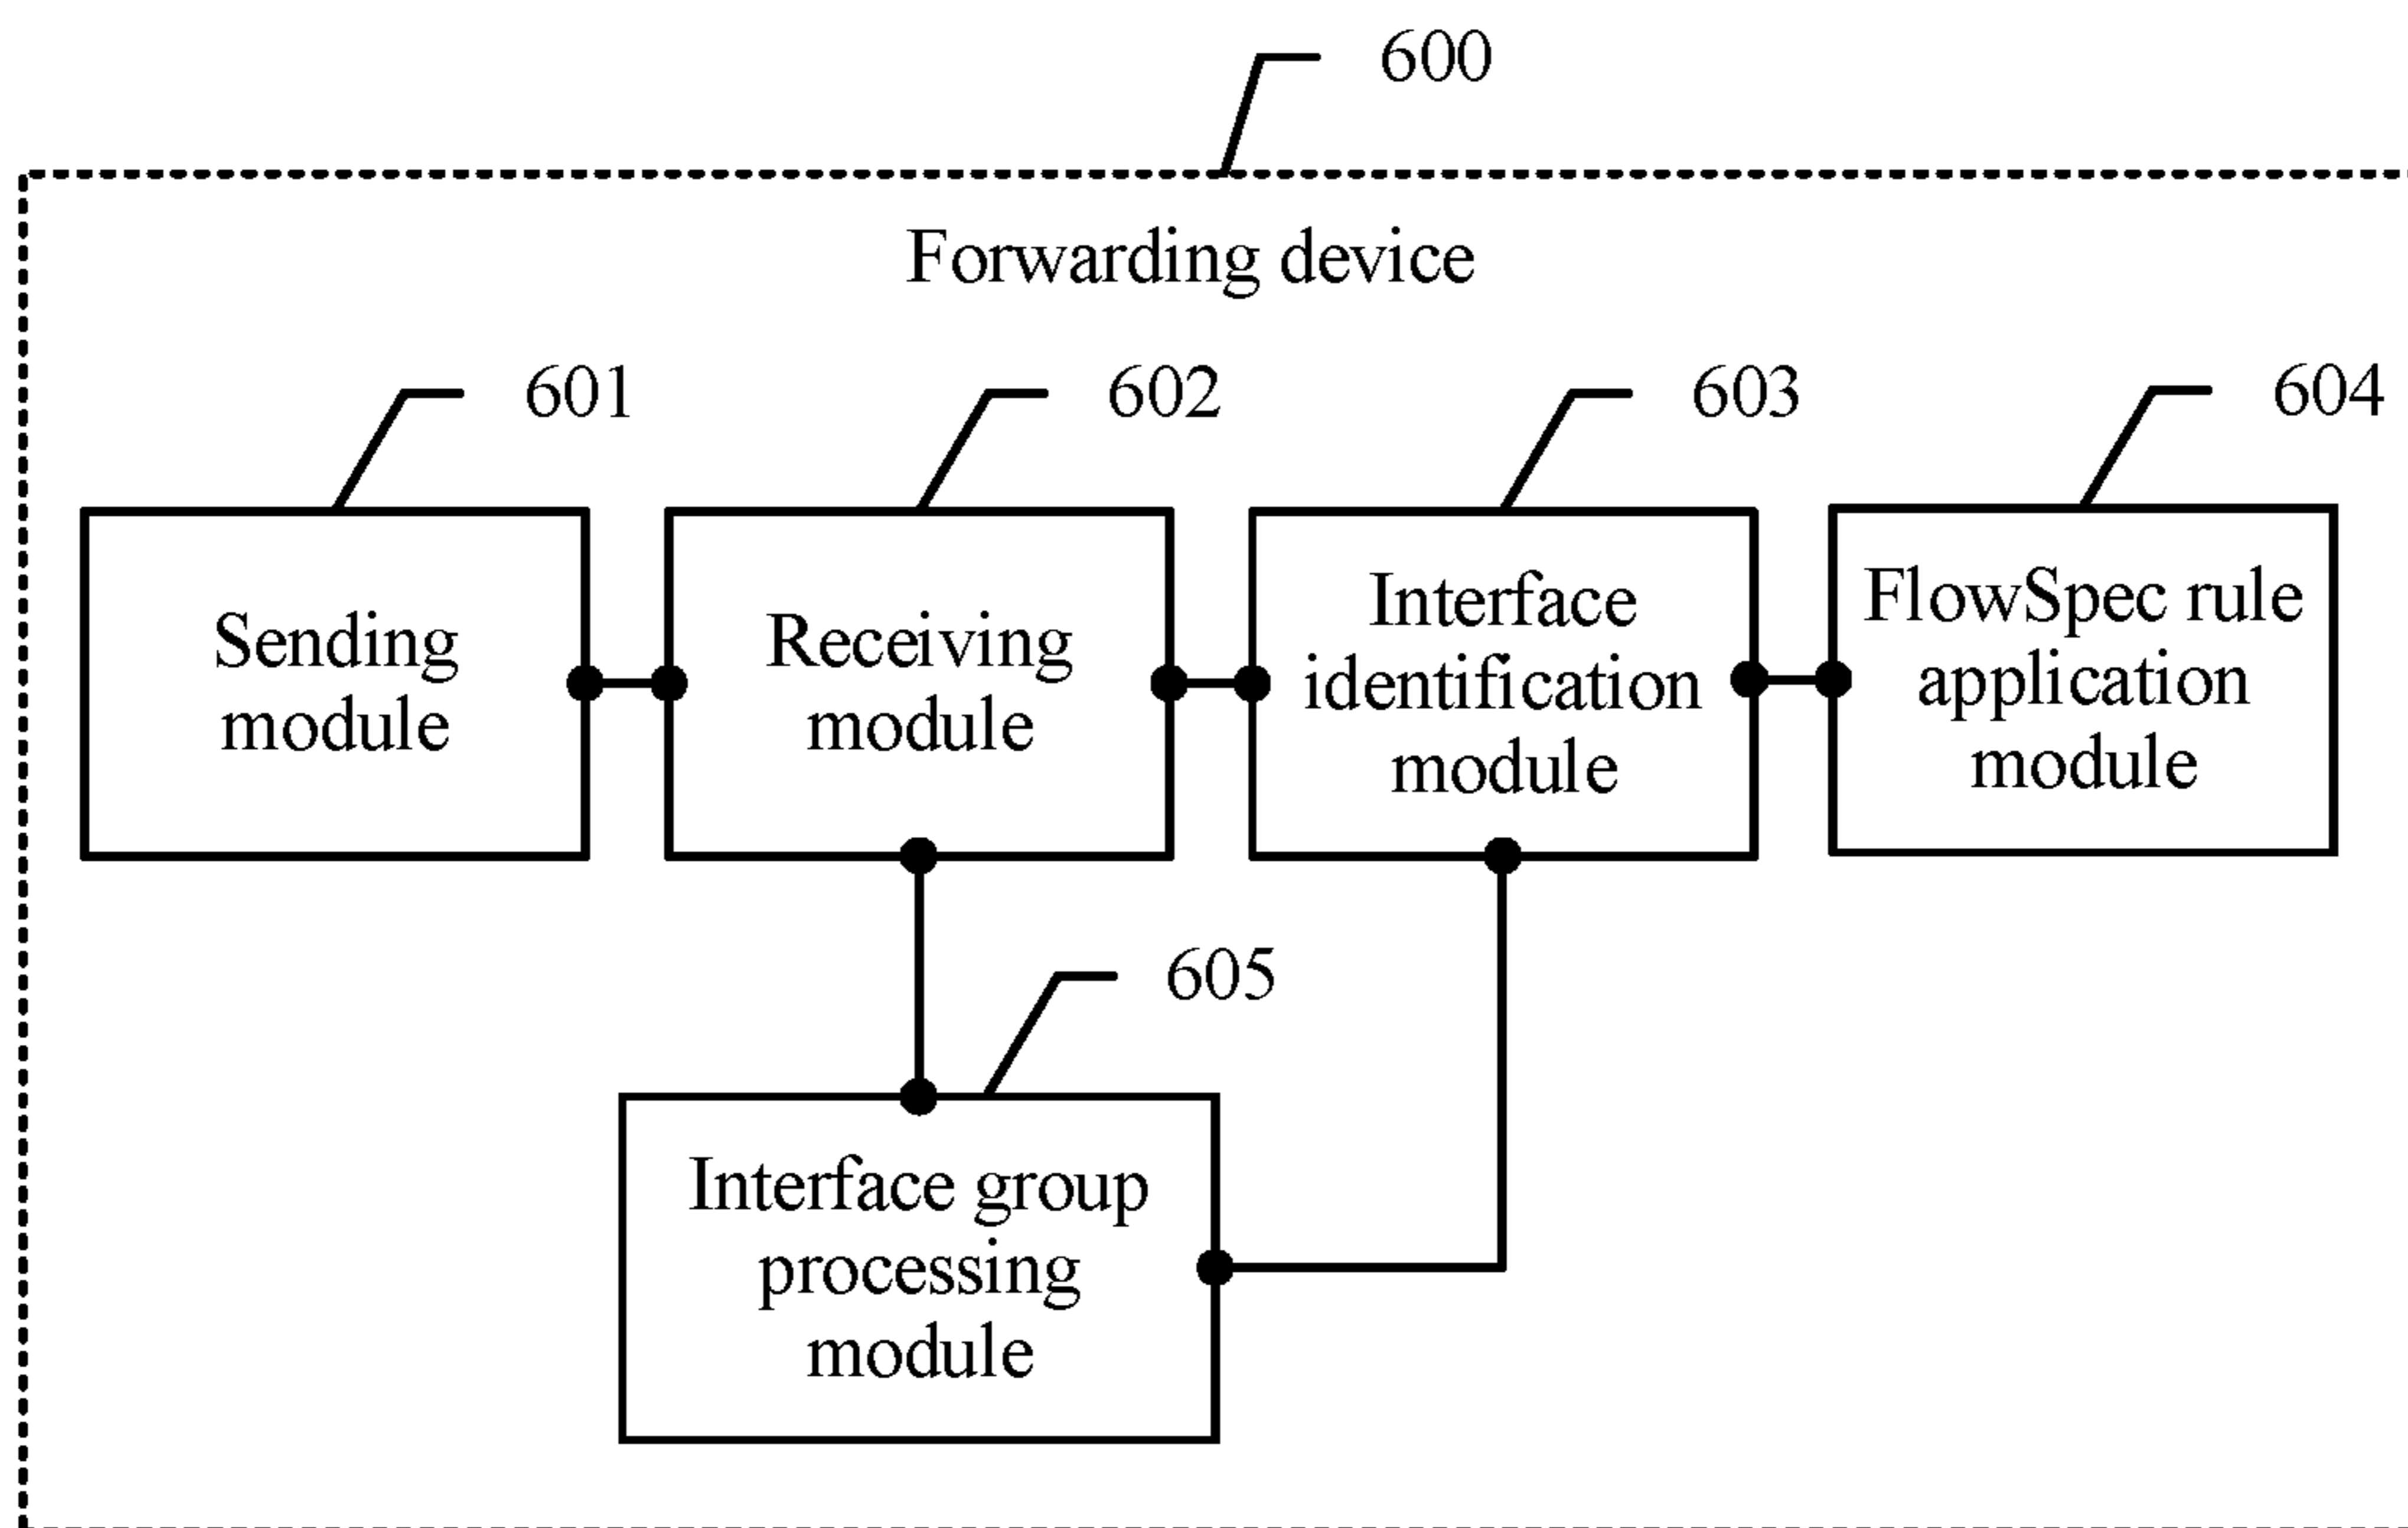 600
Forwarding device
601
602
603
604
Sending
module
Receiving
module
Interface
identification
module
FlowSpec rule
application
module
605
Interface group
processing
module